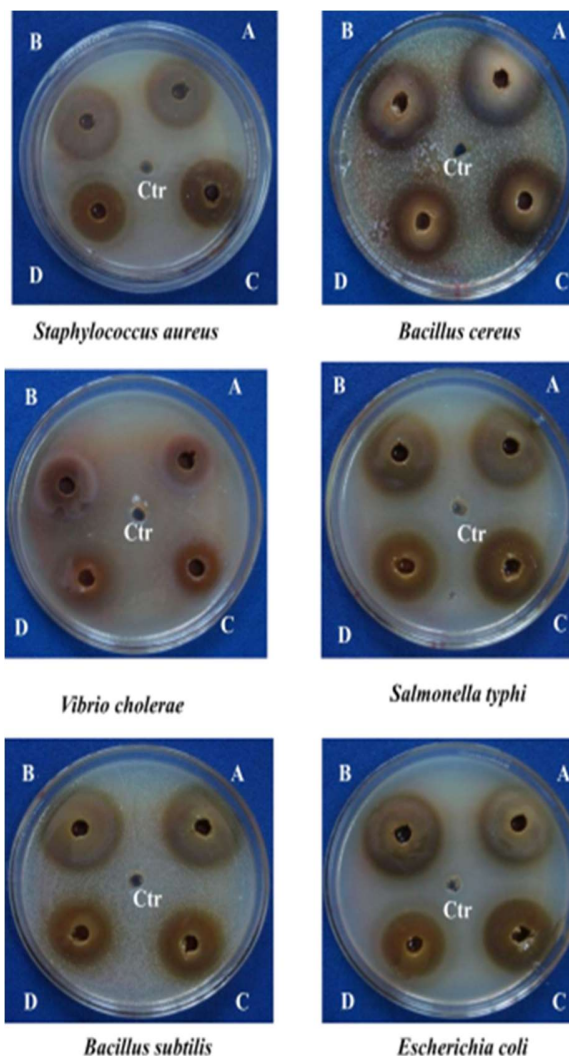 B A B A
Ctr Ctr
D C D C
Staphylococcus aureus Bacillus cereus
B A B A
Ctr Ctr
D C D C
Vibrio cholerae Salmonella typhi
B A B A
Ctr Ctr
D C D C
Bacillus subtilis Escherichia coli